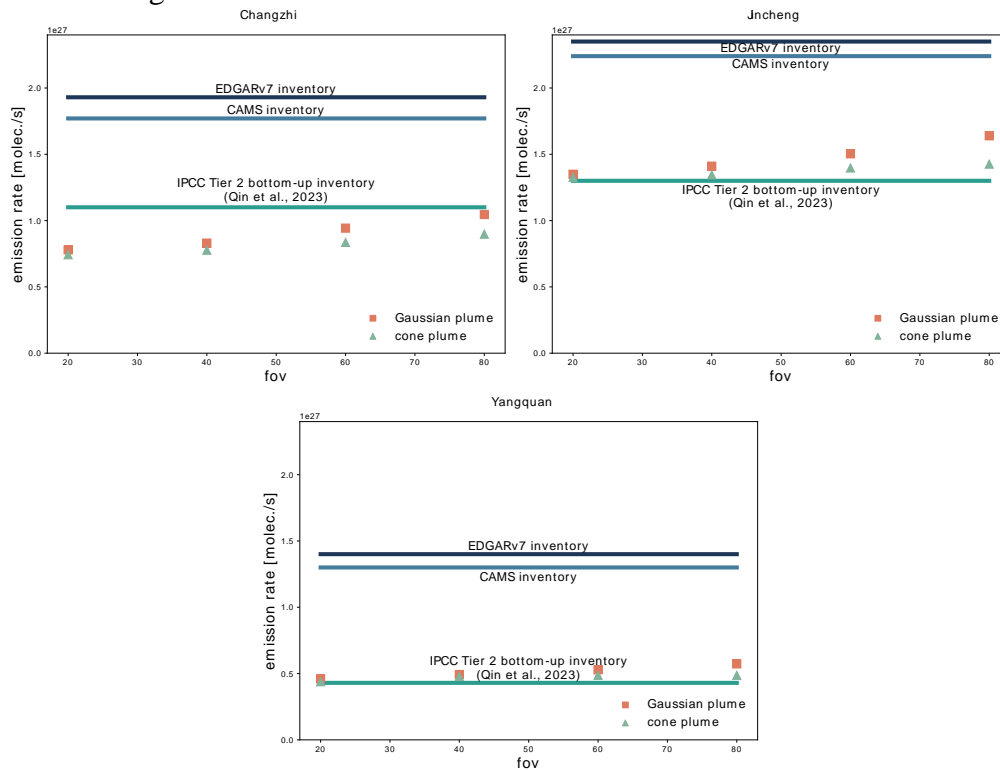 Changzhi
1e27
EDGARv7 inventory
CAMS inventory
IPCC Tier 2 bottom-up inventory
(Qin et al., 2023)
emission rate [molec./s]
2.0
1.5
1.0
0.5
0.0
Gaussian plume
cone plume
20 30 40 50 60 70 80
fov
Jincheng
1e27
EDGARv7 inventory
CAMS inventory
IPCC Tier 2 bottom-up inventory
(Qin et al., 2023)
emission rate [molec./s]
2.0
1.5
1.0
0.5
0.0
Gaussian plume
cone plume
20 30 40 50 60 70 80
fov
Yangquan
1e27
EDGARv7 inventory
CAMS inventory
IPCC Tier 2 bottom-up inventory
(Qin et al., 2023)
emission rate [molec./s]
2.0
1.5
1.0
0.5
0.0
Gaussian plume
cone plume
20 30 40 50 60 70 80
fov